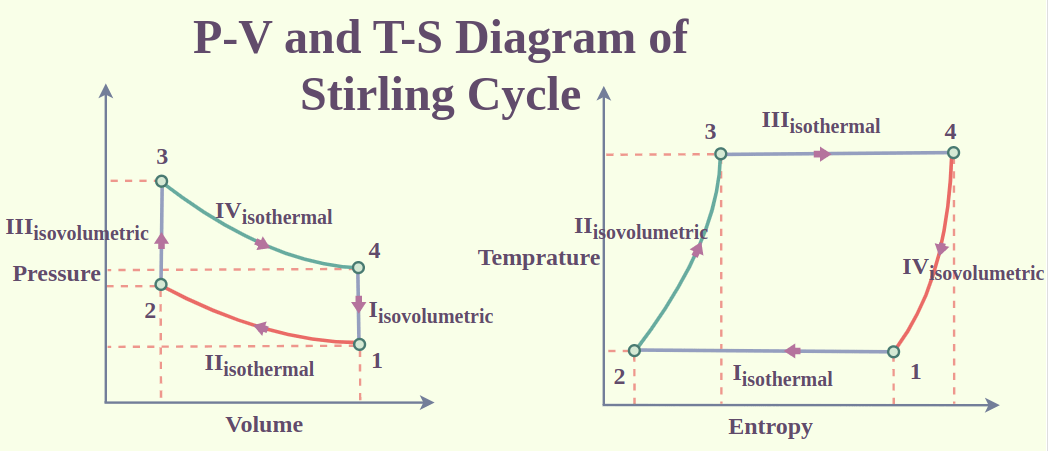 P-V and T-S Diagram of
Stirling Cycle
3
IVisothermal
4
IIIisovolumetric
Pressure
2
Iisovolumetric
1
IIisothermal
Volume
3
IIIisothermal
4
IIisovolumetric
Temprature
IVisovolumetric
2
Iisothermal
1
Entropy